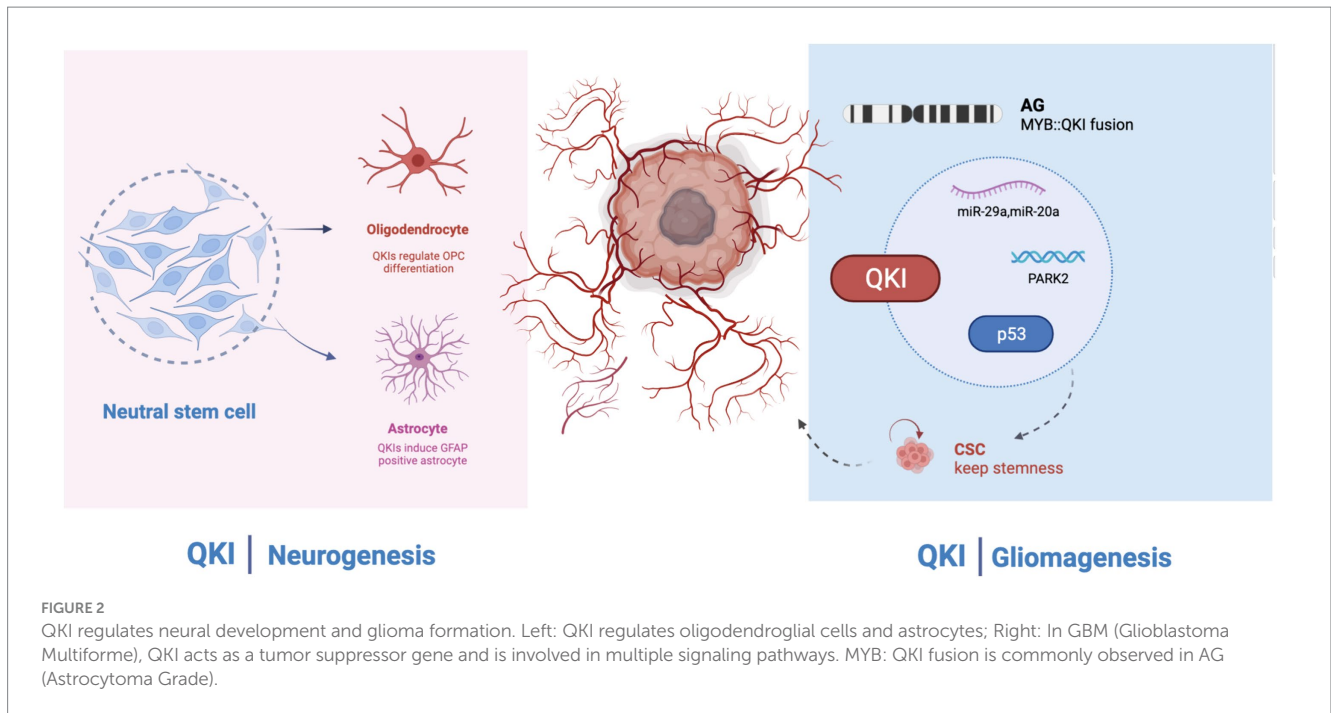 Oligodendrocyte
QKIs regulate OPC
differentiation
Neutral stem cell
Astrocyte
QKIs induce GFAP
positive astrocyte
QKI | Neurogenesis
AG
MYB::QKI fusion
miR-29a,miR-20a
PARK2
QKI
p53
CSC
keep stemness
QKI | Gliomagenesis
FIGURE 2
QKI regulates neural development and glioma formation. Left: QKI regulates oligodendroglial cells and astrocytes; Right: In GBM (Glioblastoma
Multiforme), QKI acts as a tumor suppressor gene and is involved in multiple signaling pathways. MYB: QKI fusion is commonly observed in AG
(Astrocytoma Grade).